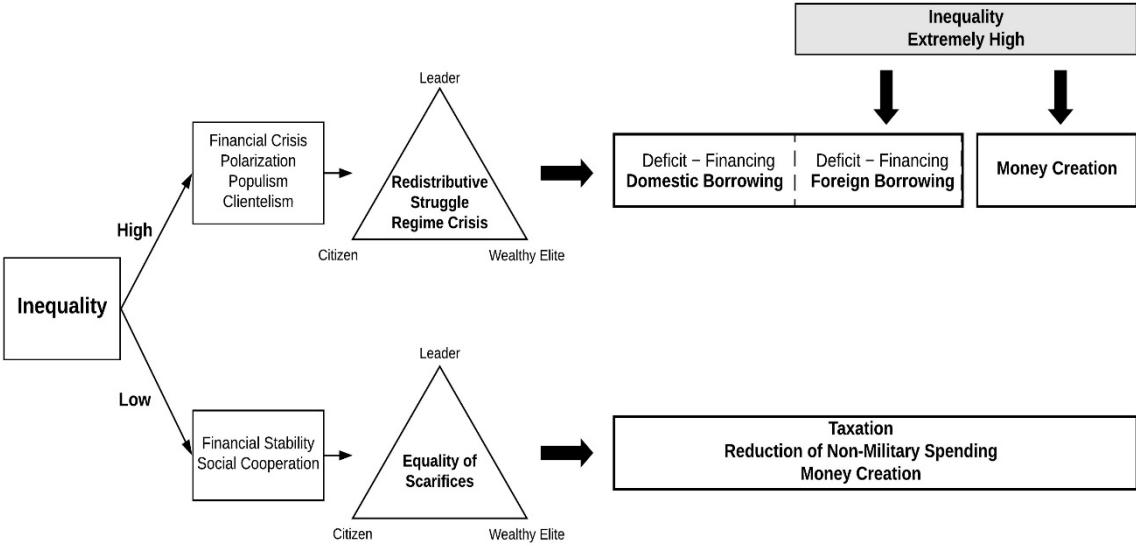 Inequality
Extremely High
Leader
Financial Crisis
Polarization
Populism
Clientelism
Redistributive
Struggle
Regime Crisis
Citizen
Wealthy Elite
Deficit − Financing
Domestic Borrowing
Deficit − Financing
Foreign Borrowing
Money Creation
High
Inequality
Low
Leader
Financial Stability
Social Cooperation
Equality of
Scarifices
Citizen
Wealthy Elite
Taxation
Reduction of Non-Military Spending
Money Creation